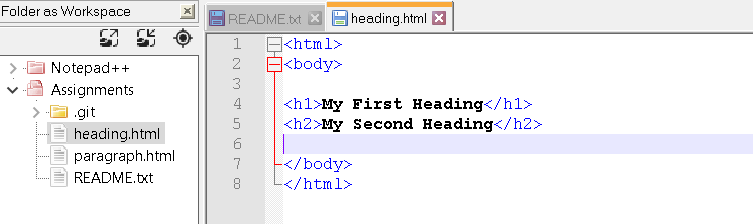 Folder as Workspace
Notepad++
Assignments
.git
heading.html
paragraph.html
README.txt
README.txt heading.html
1 <html>
2 <body>
3
4 <h1>My First Heading</h1>
5 <h2>My Second Heading</h2>
6
7 </body>
8 </html>